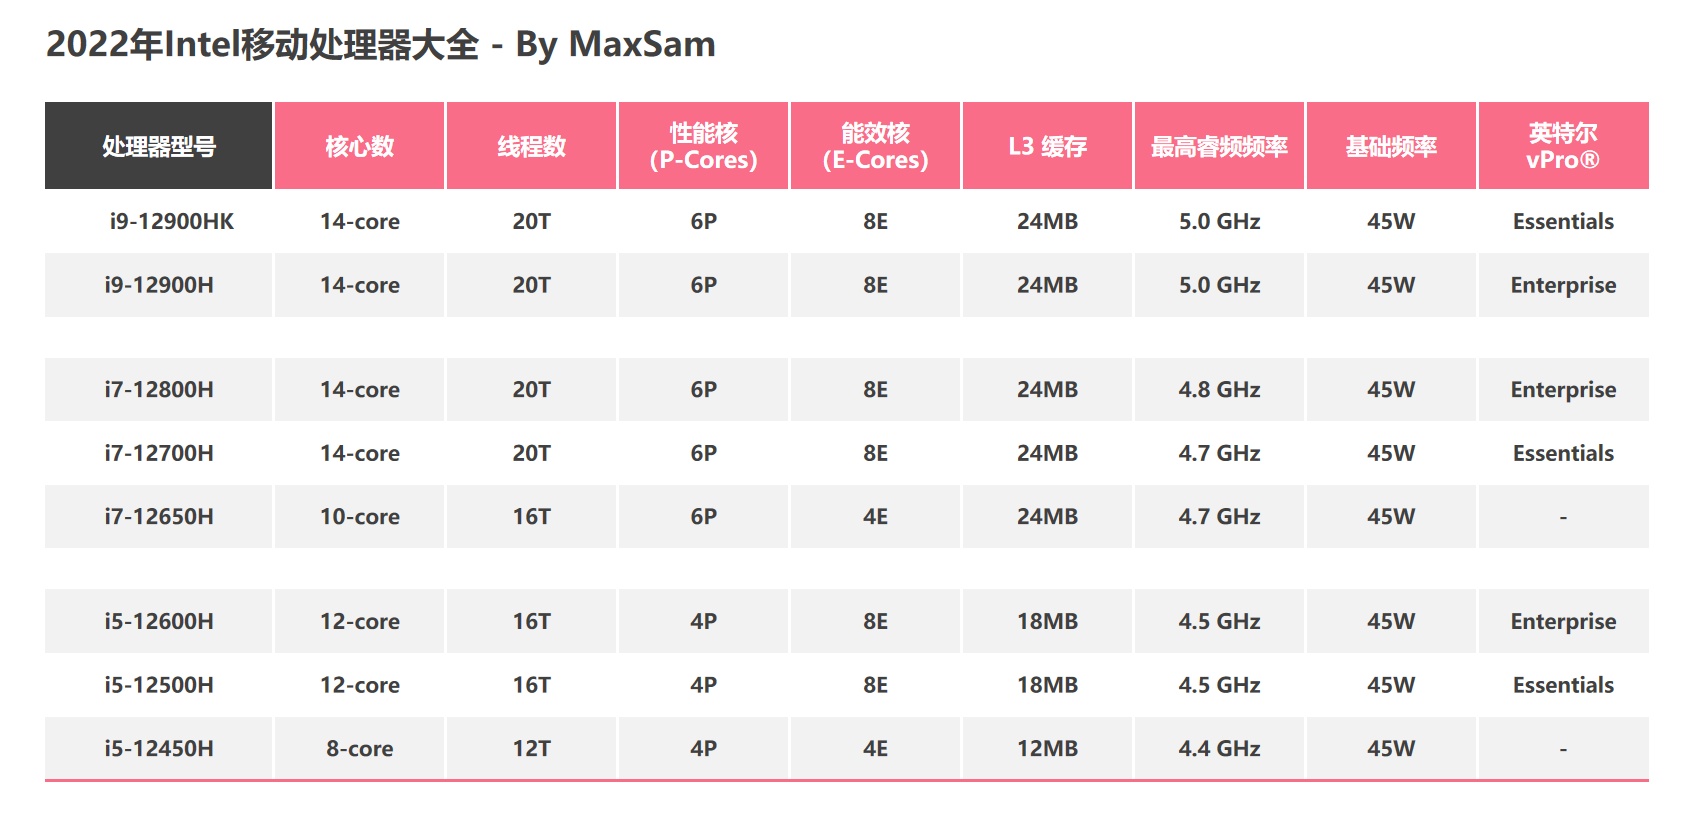 2022年Intel移动处理器大全 - By MaxSam
处理器型号 核心数 线程数 性能核 (P-Cores) 能效核 (E-Cores) L3 缓存 最高睿频频率 基础频率 英特尔 vPro®
i9-12900HK 14-core 20T 6P 8E 24MB 5.0 GHz 45W Essentials
i9-12900H 14-core 20T 6P 8E 24MB 5.0 GHz 45W Enterprise
i7-12800H 14-core 20T 6P 8E 24MB 4.8 GHz 45W Enterprise
i7-12700H 14-core 20T 6P 8E 24MB 4.7 GHz 45W Essentials
i7-12650H 10-core 16T 6P 4E 24MB 4.7 GHz 45W -
i5-12600H 12-core 16T 4P 8E 18MB 4.5 GHz 45W Enterprise
i5-12500H 12-core 16T 4P 8E 18MB 4.5 GHz 45W Essentials
i5-12450H 8-core 12T 4P 4E 12MB 4.4 GHz 45W -